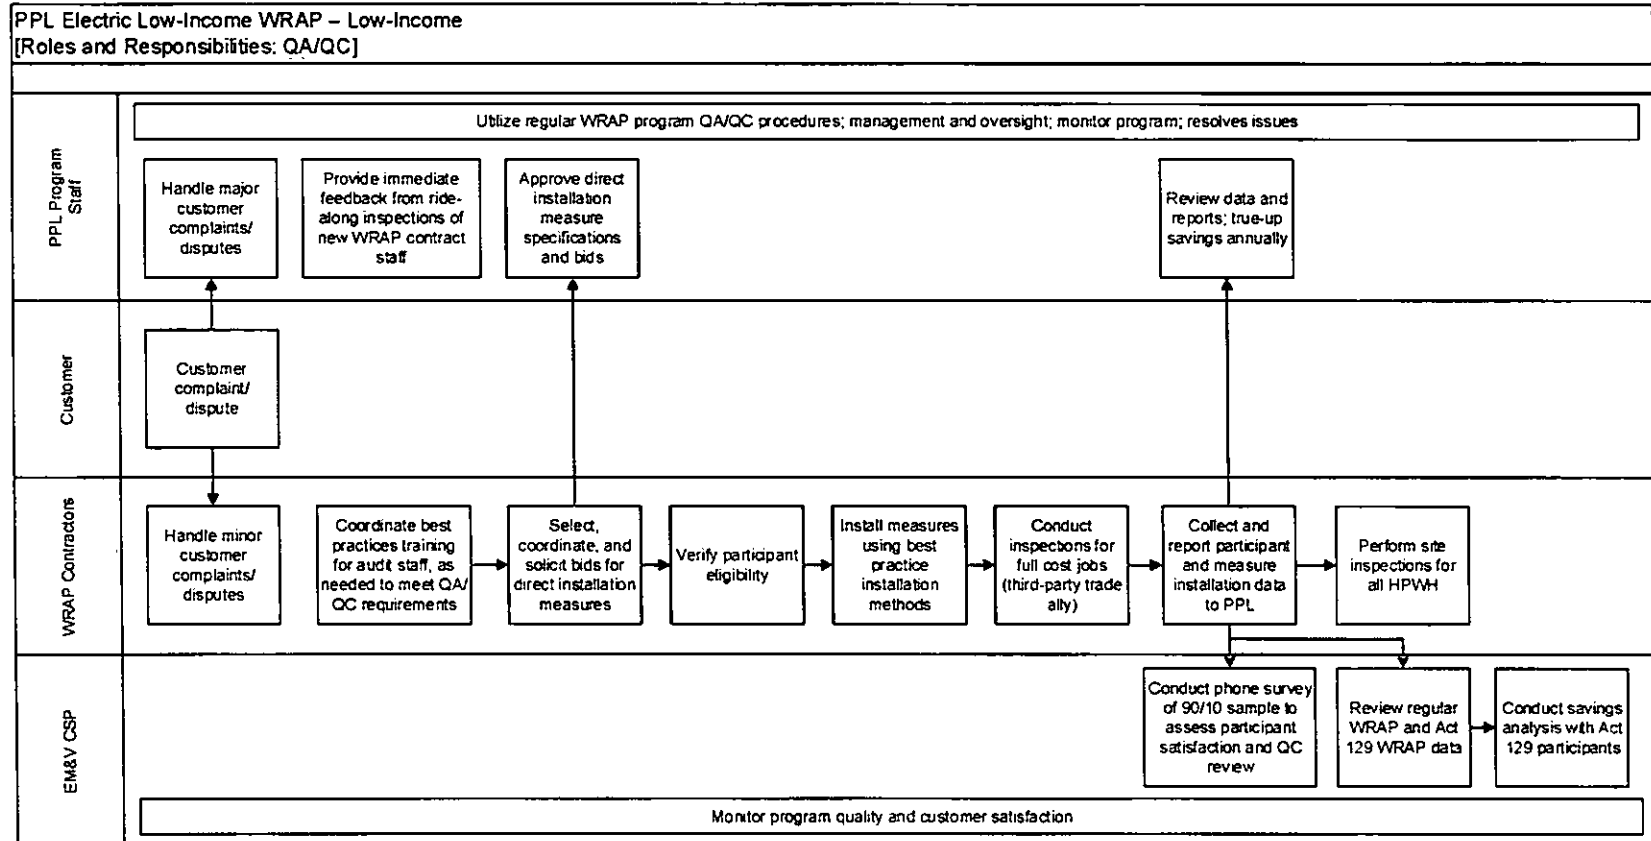 PPL Electric Low-Income WRAP – Low-Income
[Roles and Responsibilities: QA/QC]
PPL Program
Staff
Utilize regular WRAP program QA/QC procedures; management and oversight; monitor program; resolves issues
Handle major
customer
complaints/
disputes
Provide immediate
feedback from ride-
along inspections of
new WRAP contract
staff
Approve direct
installation
measure
specifications
and bids
Review data and
reports; true-up
savings annually
Customer
Customer
complaint/
dispute
WRAP Contractors
Handle minor
customer
complaints/
disputes
Coordinate best
practices training
for audit staff, as
needed to meet QA/
QC requirements
Select,
coordinate, and
solicit bids for
direct installation
measures
Verify participant
eligibility
Install measures
using best
practice
installation
methods
Conduct
inspections for
full cost jobs
(third-party trade
ally)
Collect and
report participant
and measure
installation data
to PPL
Perform site
inspections for
all HPWH
EM&V CSP
Conduct phone survey
of 90/10 sample to
assess participant
satisfaction and QC
review
Review regular
WRAP and Act
129 WRAP data
Conduct savings
analysis with Act
129 participants
Monitor program quality and customer satisfaction